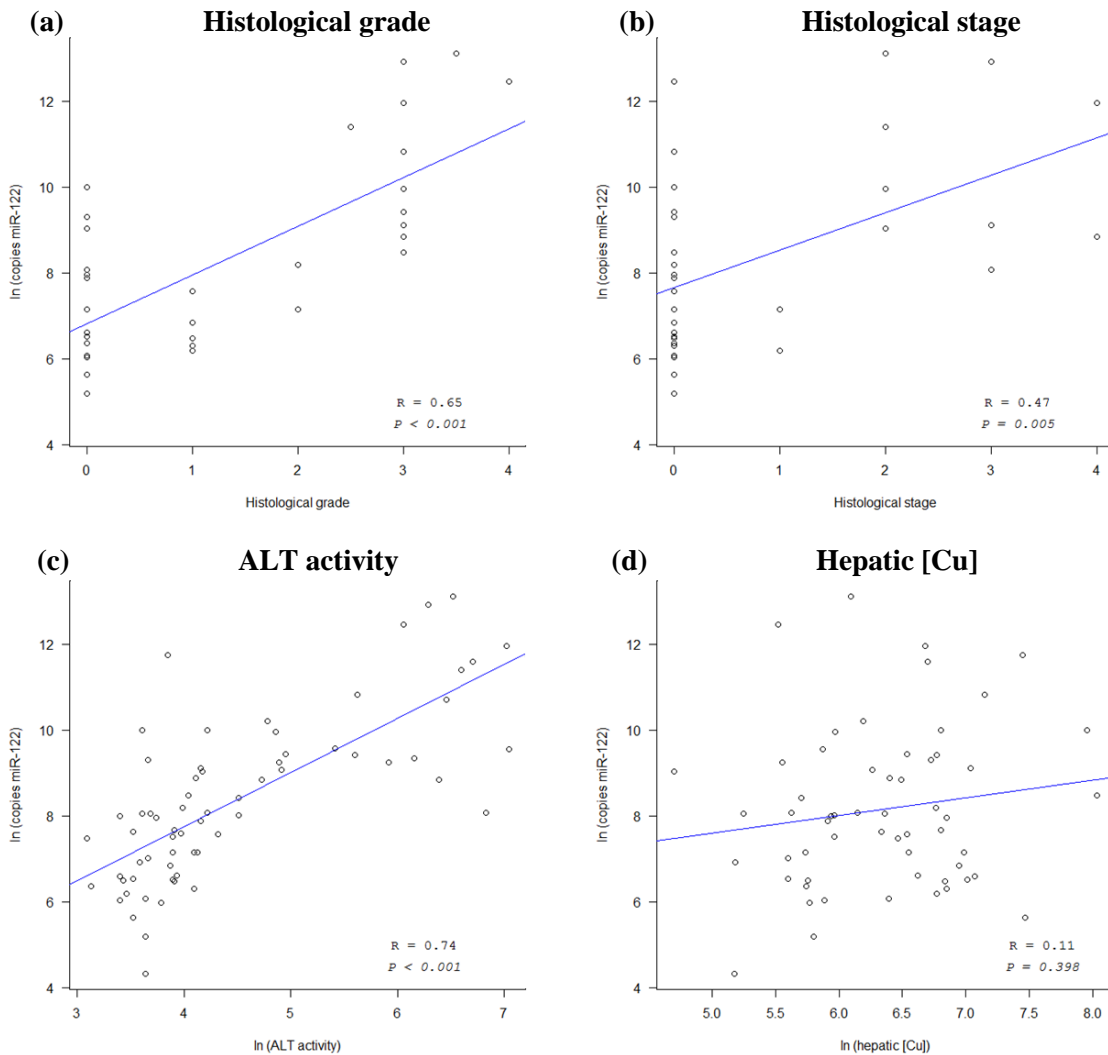 (a) Histological grade
ln (copies miR-122)
12
10
8
6
4
R = 0.65
P < 0.001
0 1 2 3 4
Histological grade
(b) Histological stage
ln (copies miR-122)
12
10
8
6
4
R = 0.47
P = 0.005
0 1 2 3 4
Histological stage
(c) ALT activity
ln (copies miR-122)
12
10
8
6
4
R = 0.74
P < 0.001
3 4 5 6 7
ln (ALT activity)
(d) Hepatic [Cu]
ln (copies miR-122)
12
10
8
6
4
R = 0.11
P = 0.398
5.0 5.5 6.0 6.5 7.0 7.5 8.0
ln (hepatic [Cu])